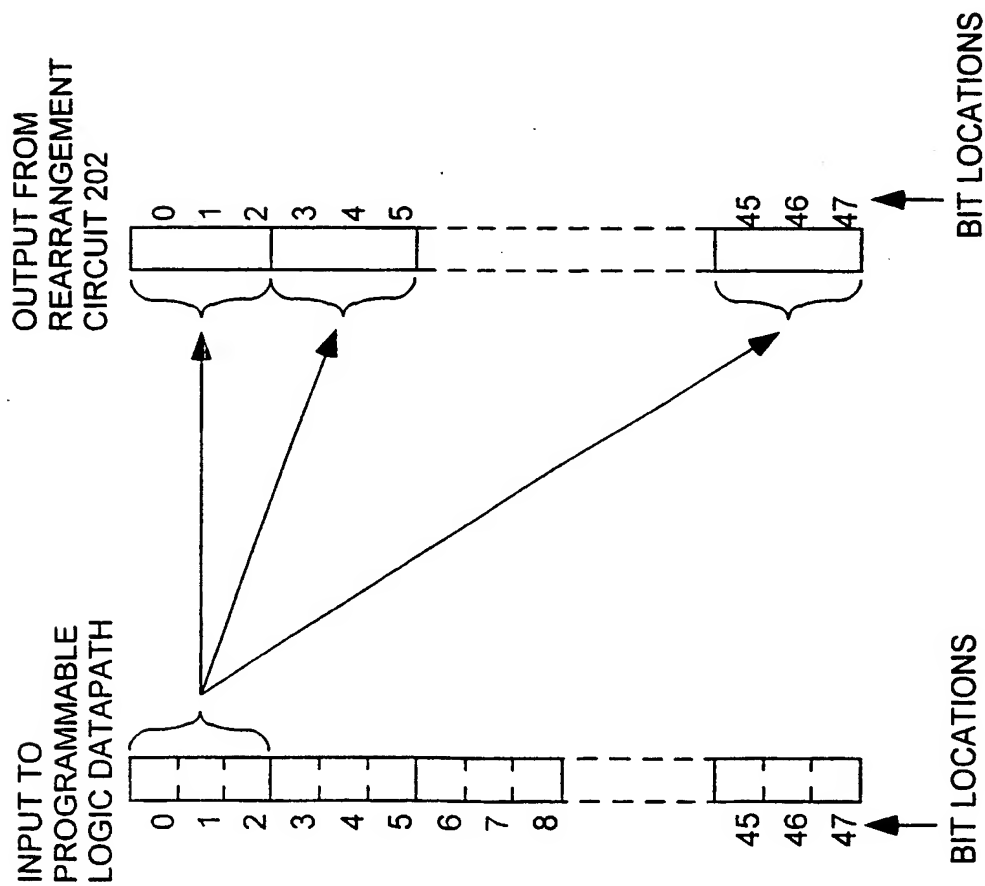 INPUT TO
PROGRAMMABLE
LOGIC DATAPATH
0
1
2
3
4
5
6
7
8
45
46
47
BIT LOCATIONS
OUTPUT FROM
REARRANGEMENT
CIRCUIT 202
0
1
2
3
4
5
45
46
47
BIT LOCATIONS